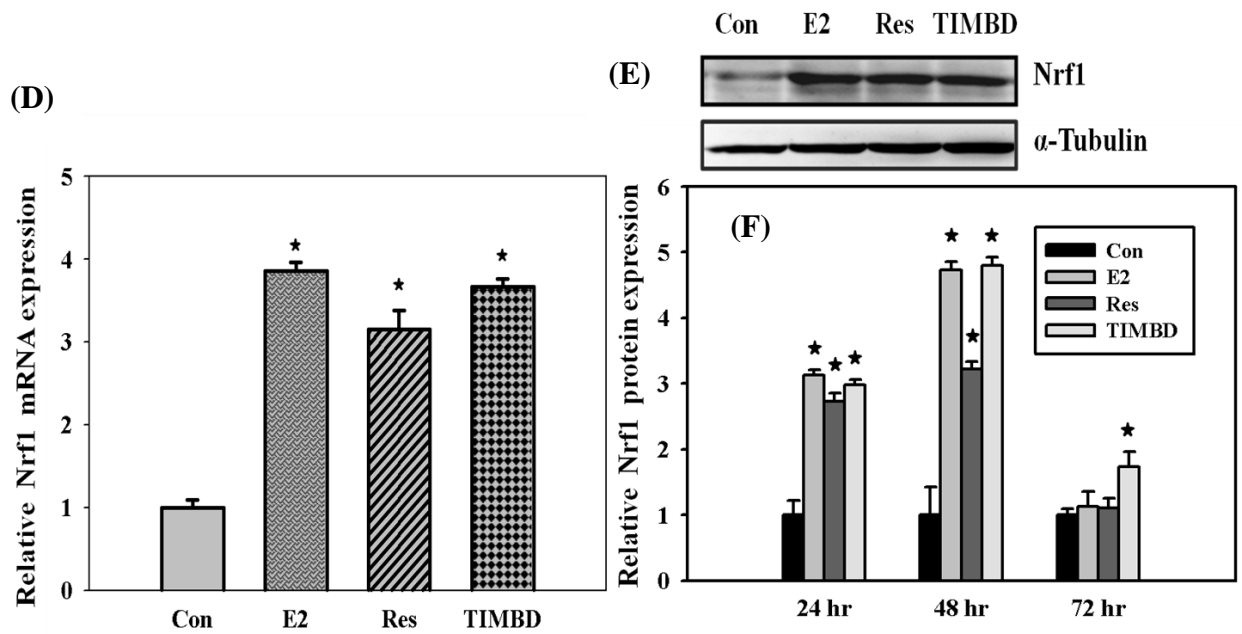 (D)
Relative Nrf1 mRNA expression
5
4
3
2
1
0
Con E2 Res TIMBD
(E)
Con E2 Res TIMBD
Nrf1
α-Tubulin
(F)
Relative Nrf1 protein expression
6
5
4
3
2
1
0
Con
E2
Res
TIMBD
24 hr 48 hr 72 hr